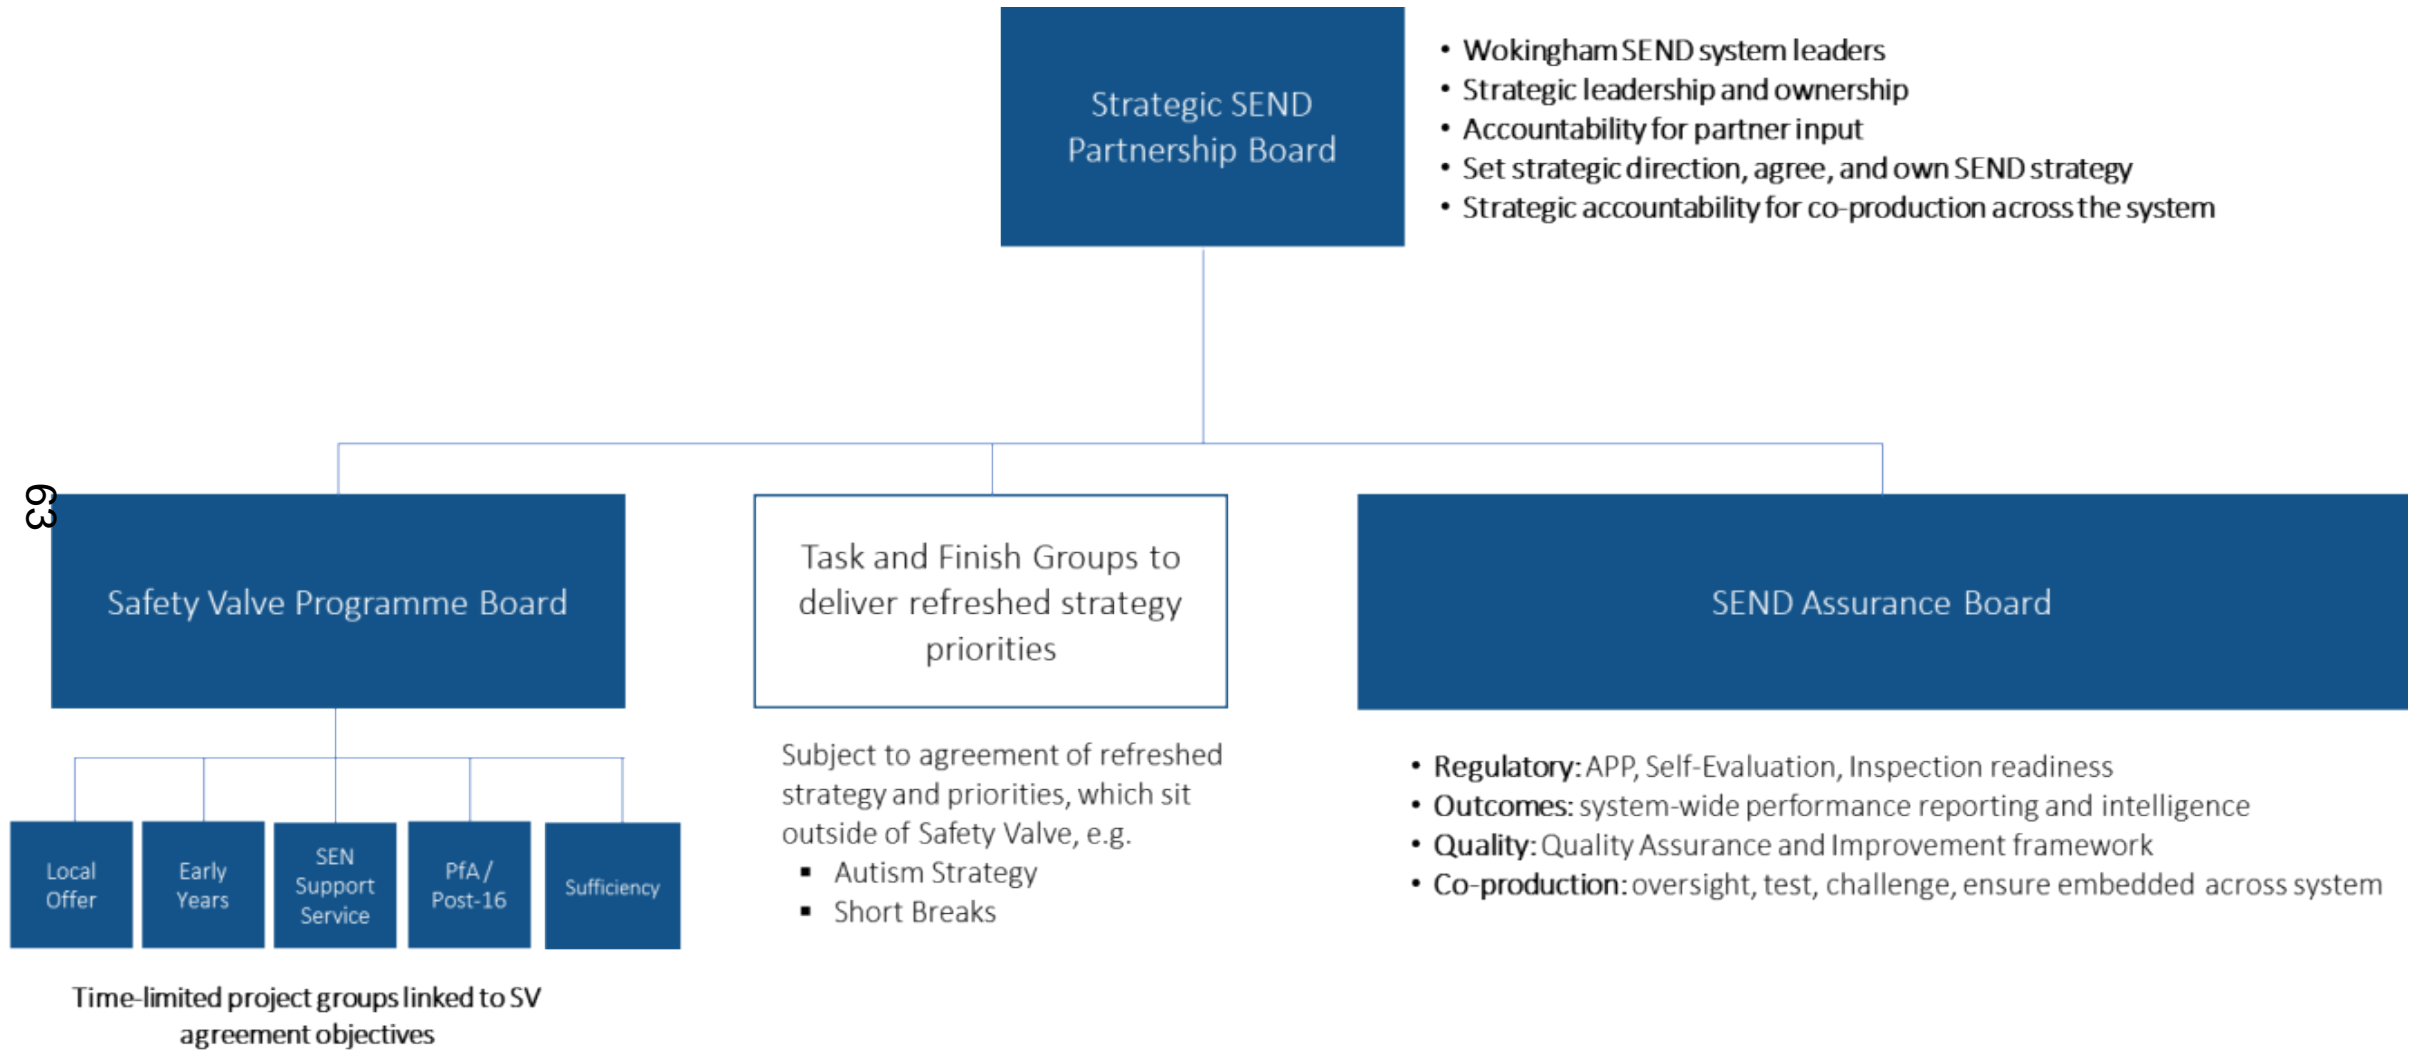 Strategic SEND
Partnership Board
• Wokingham SEND system leaders
• Strategic leadership and ownership
• Accountability for partner input
• Set strategic direction, agree, and own SEND strategy
• Strategic accountability for co-production across the system
63
Safety Valve Programme Board
Task and Finish Groups to
deliver refreshed strategy
priorities
SEND Assurance Board
Local
Offer
Early
Years
SEN
Support
Service
PfA /
Post-16
Sufficiency
Time-limited project groups linked to SV
agreement objectives
Subject to agreement of refreshed
strategy and priorities, which sit
outside of Safety Valve, e.g.
▪ Autism Strategy
▪ Short Breaks
• Regulatory: APP, Self-Evaluation, Inspection readiness
• Outcomes: system-wide performance reporting and intelligence
• Quality: Quality Assurance and Improvement framework
• Co-production: oversight, test, challenge, ensure embedded across system